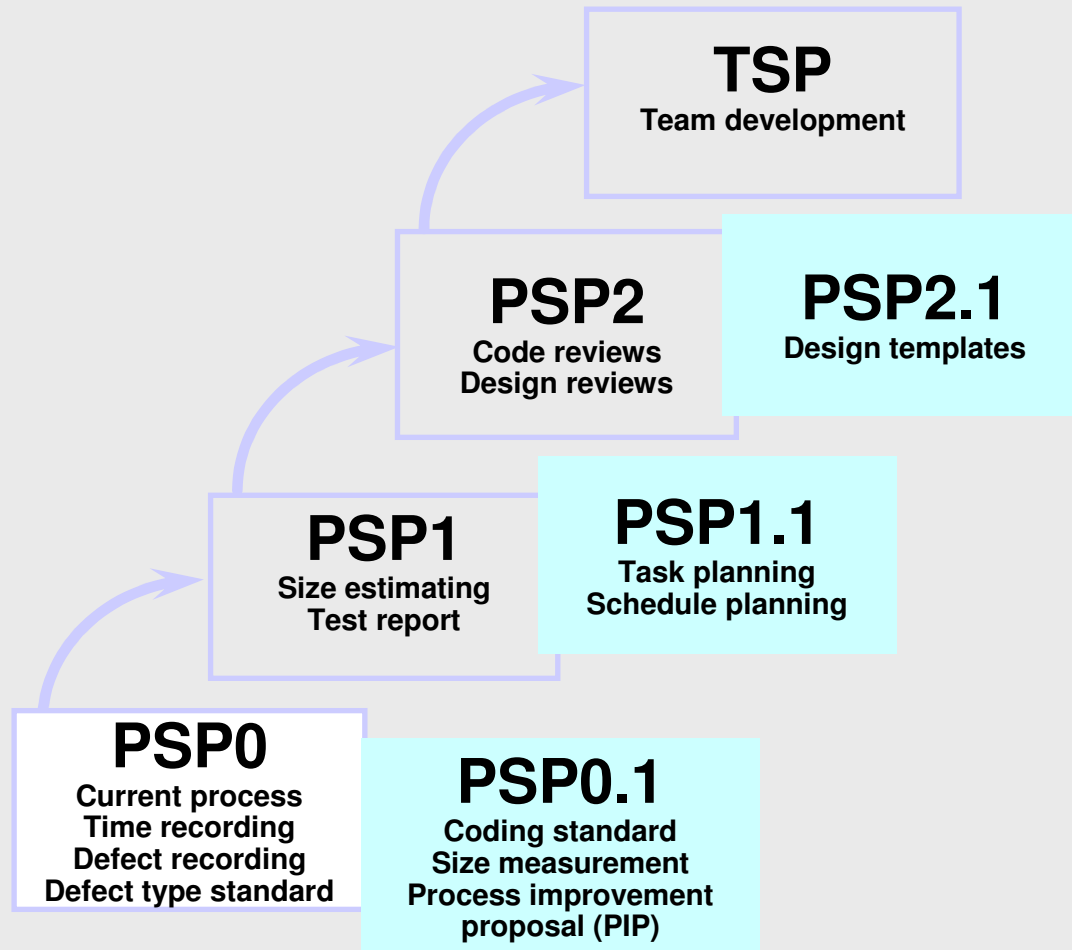 TSP
Team development
PSP2
Code reviews
Design reviews
PSP2.1
Design templates
PSP1
Size estimating
Test report
PSP1.1
Task planning
Schedule planning
PSP0
Current process
Time recording
Defect recording
Defect type standard
PSP0.1
Coding standard
Size measurement
Process improvement
proposal (PIP)